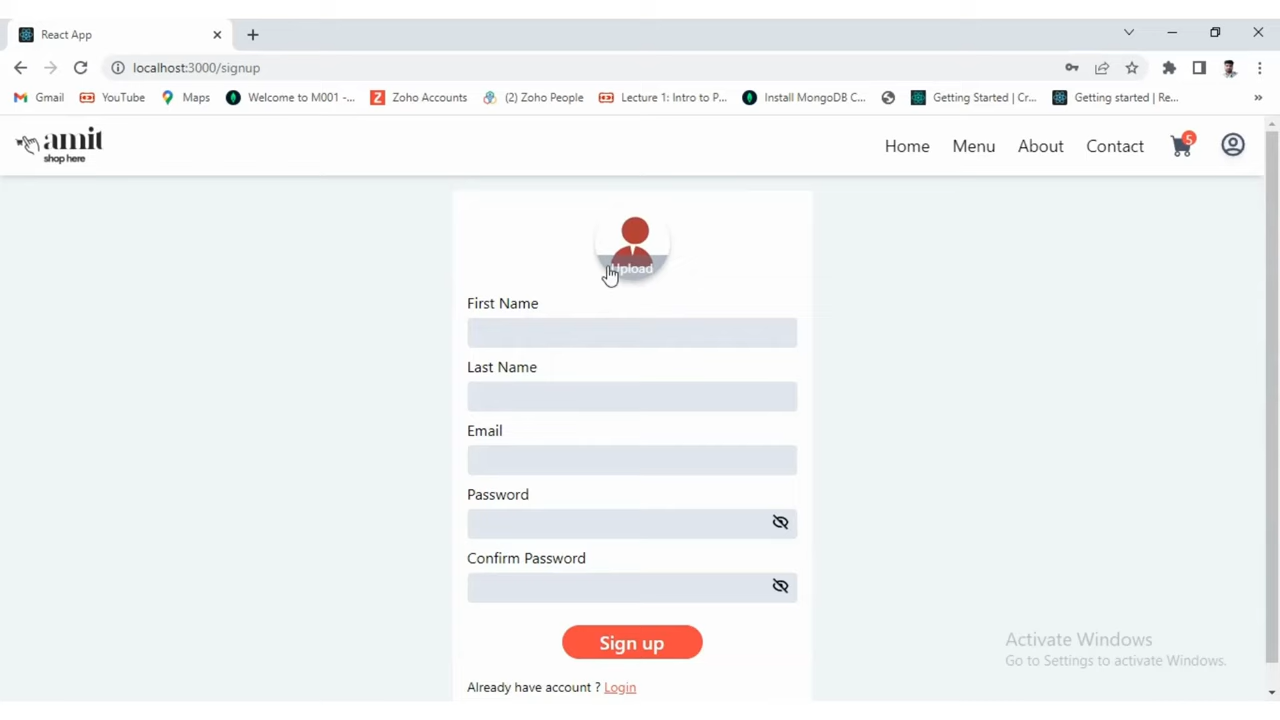 React App
localhost:3000/signup
Gmail YouTube Maps Welcome to M001 -... Zoho Accounts (2) Zoho People Lecture 1: Intro to P... Install MongoDB C... Getting Started | Cr... Getting started | Re...
amit
shop here
Home Menu About Contact 5
Upload
First Name
Last Name
Email
Password
Confirm Password
Sign up
Already have account ? Login
Activate Windows
Go to Settings to activate Windows.